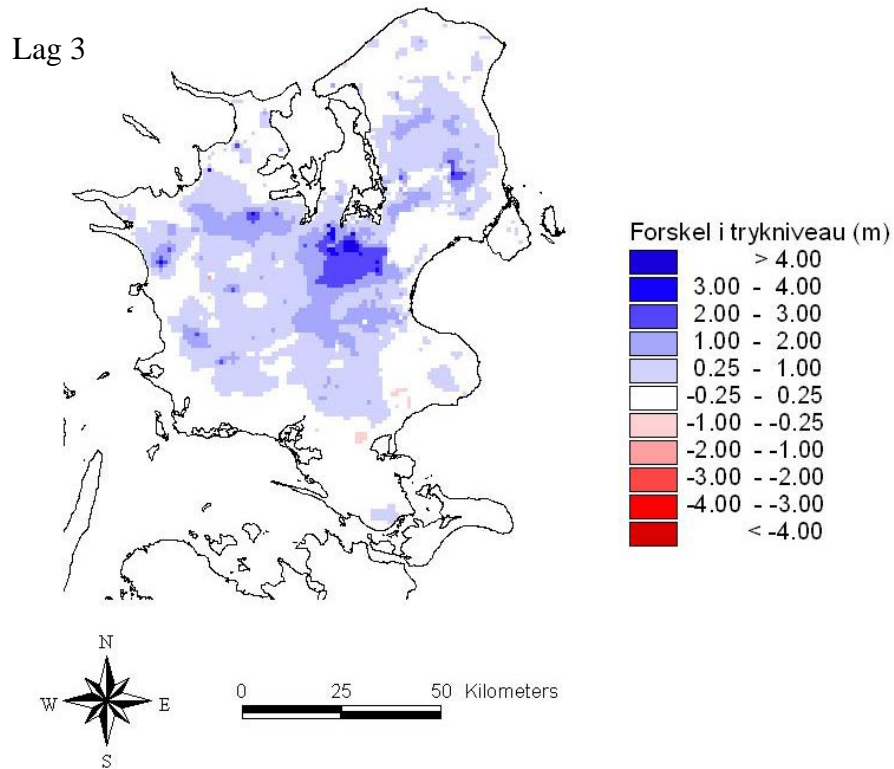 Lag 3
Forskel i trykniveau (m)
> 4.00
3.00 - 4.00
2.00 - 3.00
1.00 - 2.00
0.25 - 1.00
-0.25 - 0.25
-1.00 - -0.25
-2.00 - -1.00
-3.00 - -2.00
-4.00 - -3.00
< -4.00
N
W E
S
0 25 50 Kilometers